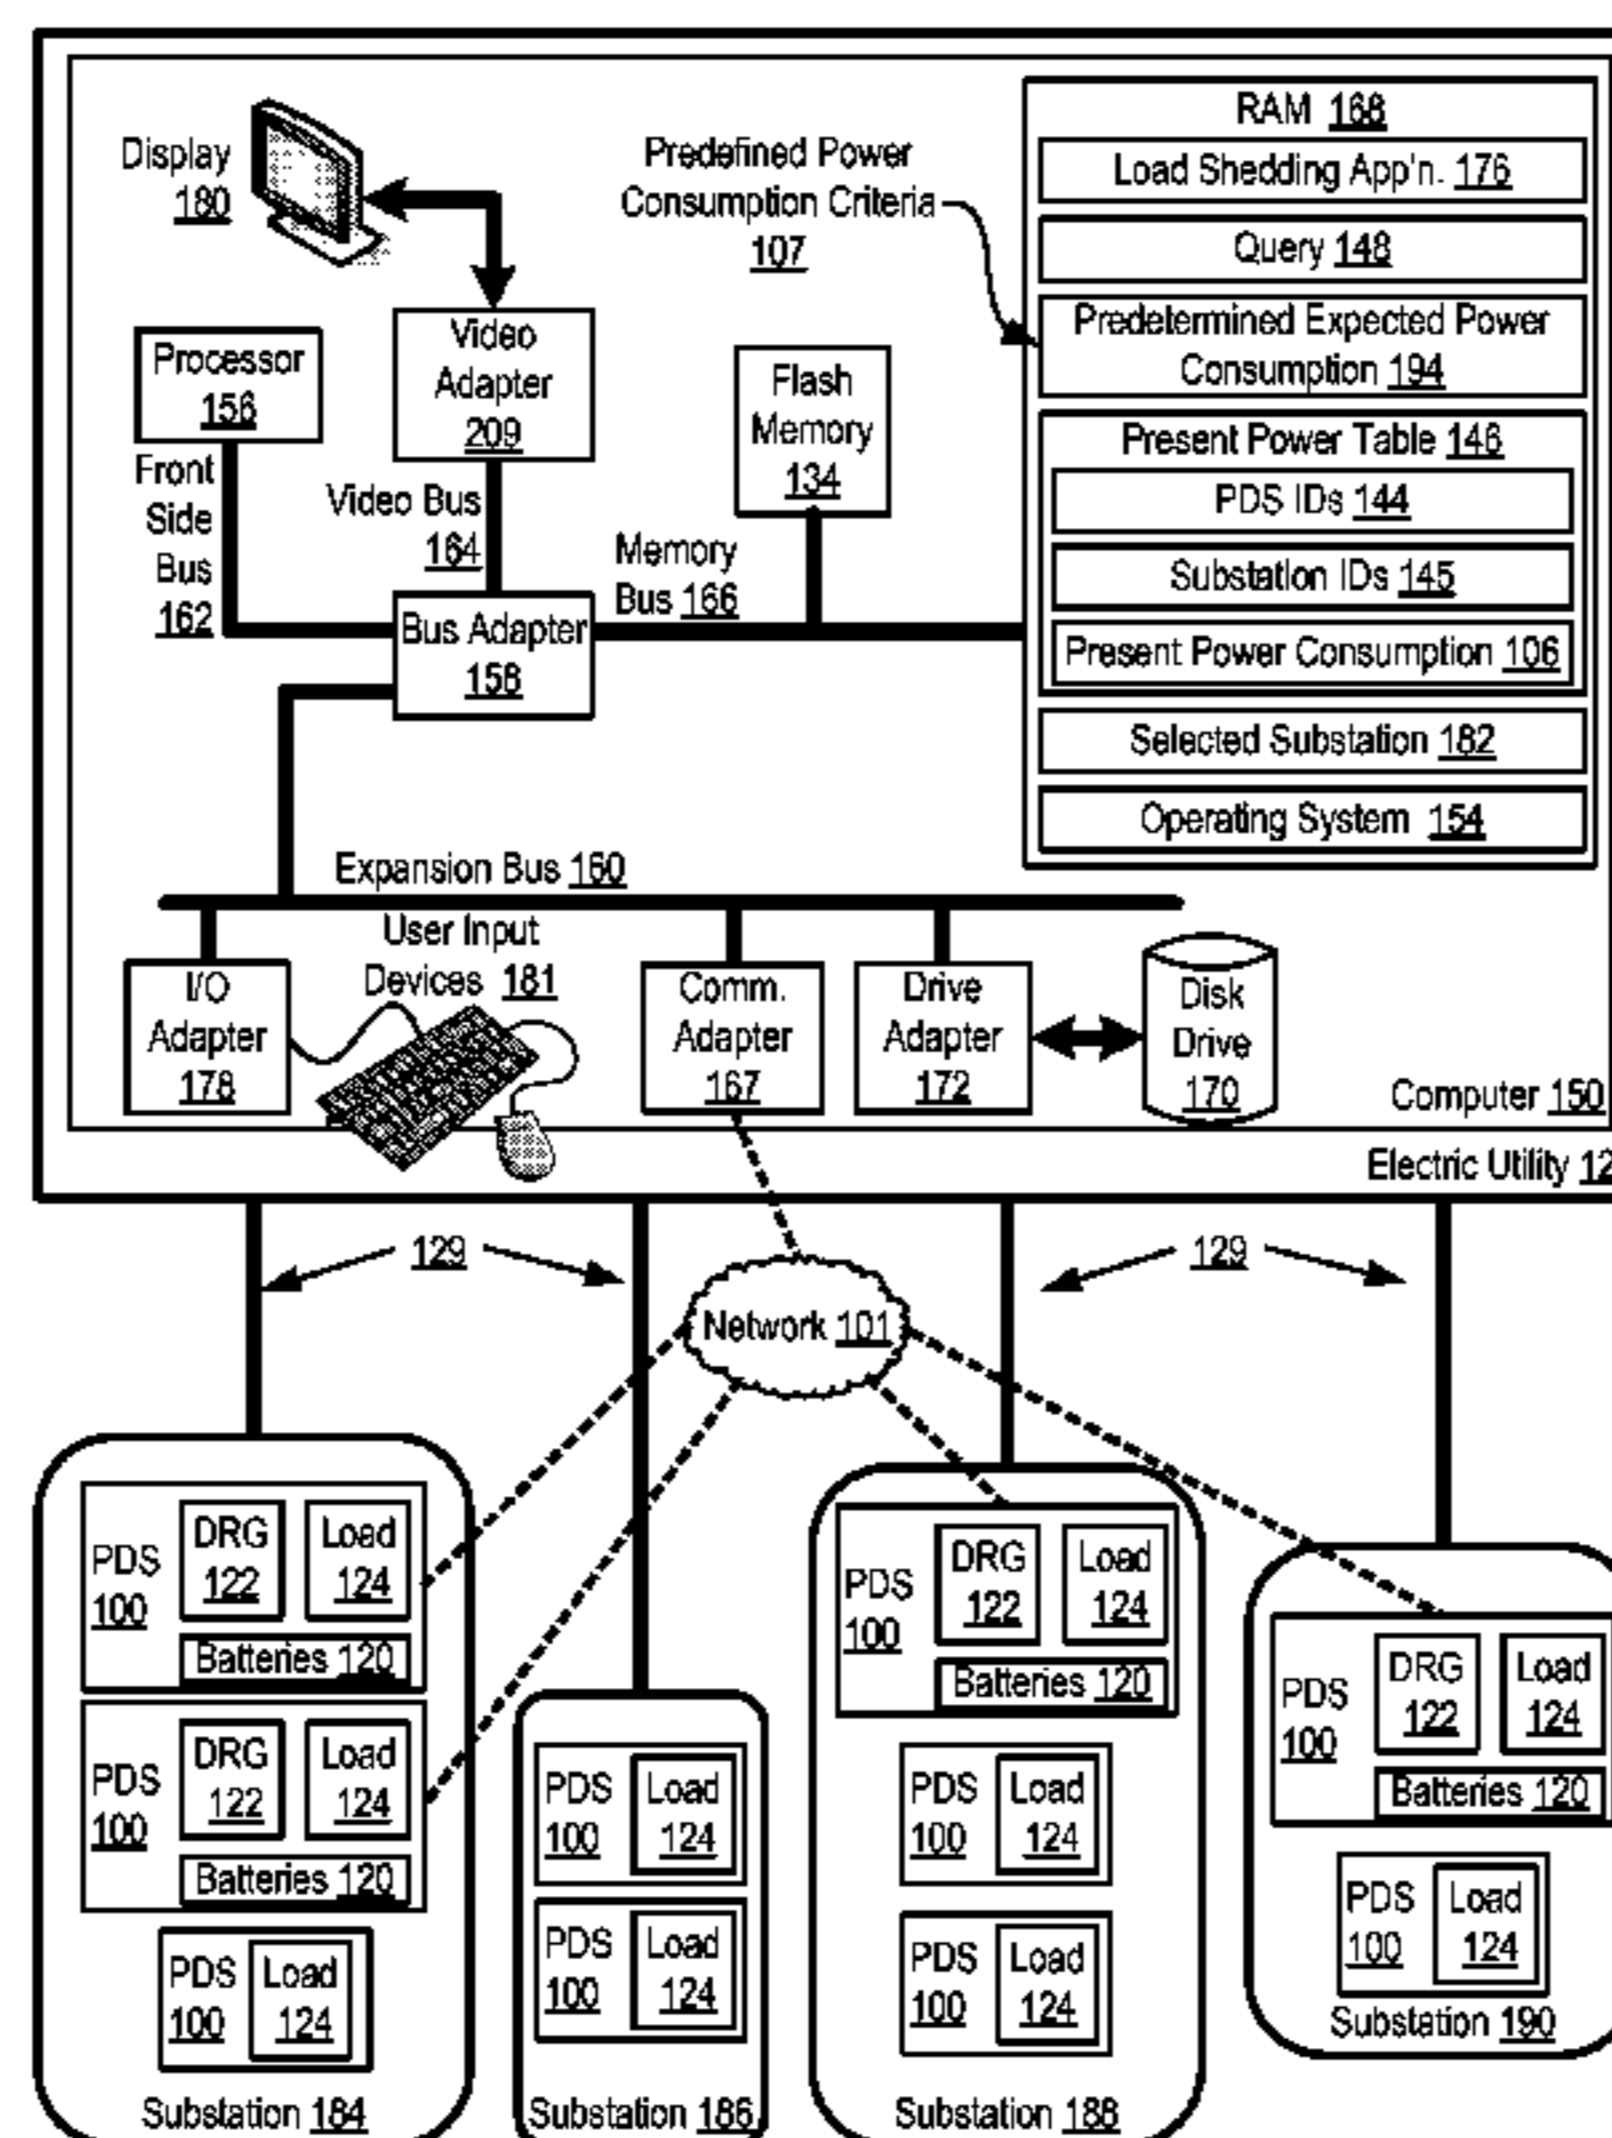 Display
180
Predefined Power
Consumption Criteria
107
RAM 168
Load Shedding App'n. 176
Query 148
Predetermined Expected Power
Consumption 194
Present Power Table 146
PDS IDs 144
Substation IDs 145
Present Power Consumption 106
Selected Substation 182
Operating System 154
Processor
156
Video
Adapter
209
Flash
Memory
134
Front
Side
Bus
162
Video Bus
164
Memory
Bus 166
Bus Adapter
158
Expansion Bus 160
User Input
Devices 181
I/O
Adapter
178
Comm.
Adapter
167
Drive
Adapter
172
Disk
Drive
170
Computer 150
Electric Utility 12
129
129
Network 101
PDS
100
DRG
122
Load
124
Batteries 120
PDS
100
DRG
122
Load
124
Batteries 120
PDS
100
Load
124
Substation 184
PDS
100
Load
124
PDS
100
Load
124
Substation 186
PDS
100
DRG
122
Load
124
Batteries 120
PDS
100
Load
124
PDS
100
Load
124
Substation 188
PDS
100
DRG
122
Load
124
Batteries 120
PDS
100
Load
124
Substation 190